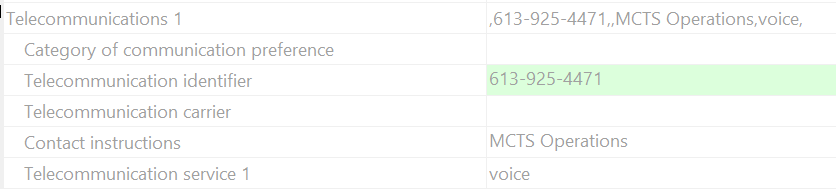 Telecommunications 1 ,613-925-4471,,MCTS Operations,voice,
Category of communication preference
Telecommunication identifier 613-925-4471
Telecommunication carrier
Contact instructions MCTS Operations
Telecommunication service 1 voice